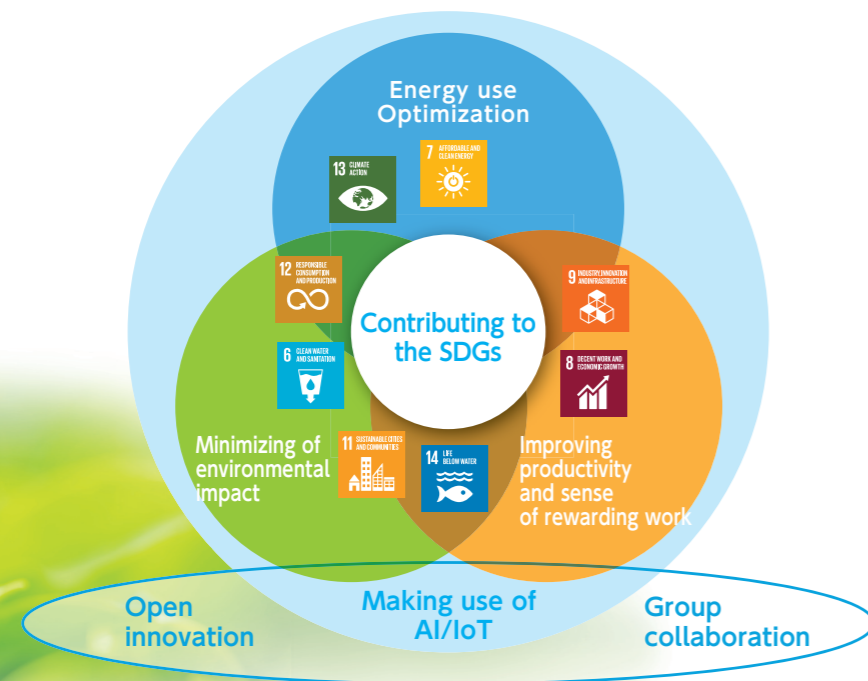 Energy use
Optimization
13 CLIMATE
ACTION
7 AFFORDABLE AND
CLEAN ENERGY
12 RESPONSIBLE
CONSUMPTION
AND PRODUCTION
9 INDUSTRY, INNOVATION
AND INFRASTRUCTURE
Contributing to
the SDGs
6 CLEAN WATER
AND SANITATION
8 DECENT WORK AND
ECONOMIC GROWTH
Minimizing of
environmental
impact
11 SUSTAINABLE CITIES
AND COMMUNITIES
14 LIFE
BELOW WATER
Improving
productivity
and sense
of rewarding work
Open
innovation
Making use of
AI/IoT
Group
collaboration